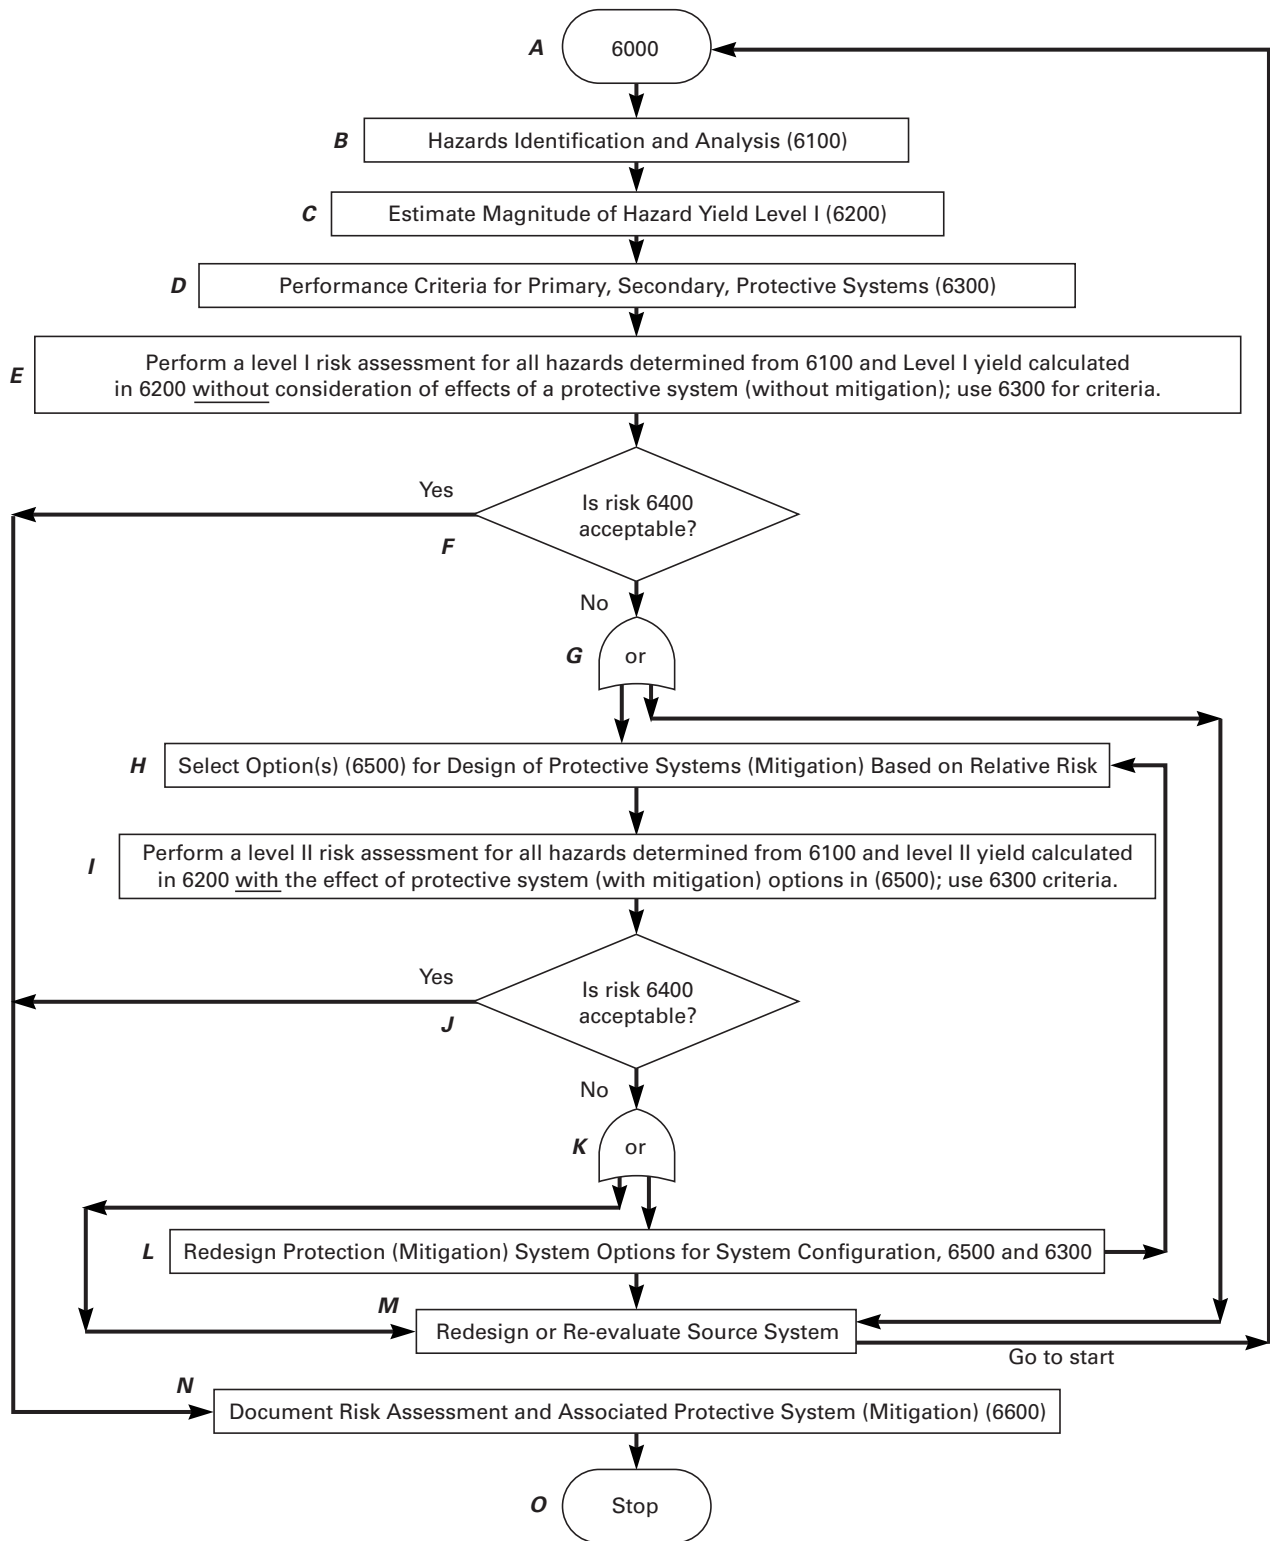 A
6000
B
Hazards Identification and Analysis (6100)
C
Estimate Magnitude of Hazard Yield Level I (6200)
D
Performance Criteria for Primary, Secondary, Protective Systems (6300)
E
Perform a level I risk assessment for all hazards determined from 6100 and Level I yield calculated
in 6200 without consideration of effects of a protective system (without mitigation); use 6300 for criteria.
Yes
Is risk 6400
acceptable?
F
No
G
or
H
Select Option(s) (6500) for Design of Protective Systems (Mitigation) Based on Relative Risk
I
Perform a level II risk assessment for all hazards determined from 6100 and level II yield calculated
in 6200 with the effect of protective system (with mitigation) options in (6500); use 6300 criteria.
Yes
Is risk 6400
acceptable?
J
No
K
or
L
Redesign Protection (Mitigation) System Options for System Configuration, 6500 and 6300
M
Redesign or Re-evaluate Source System
Go to start
N
Document Risk Assessment and Associated Protective System (Mitigation) (6600)
O
Stop